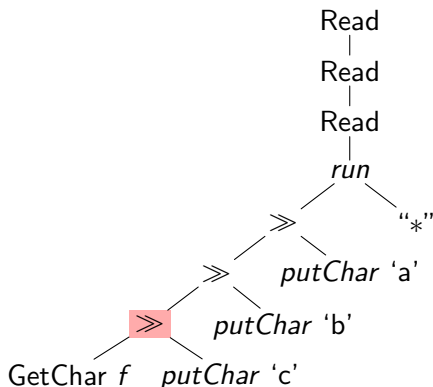 Read
Read
Read
run
≫ “*”
≫ putChar ‘a’
≫ putChar ‘b’
GetChar f putChar ‘c’